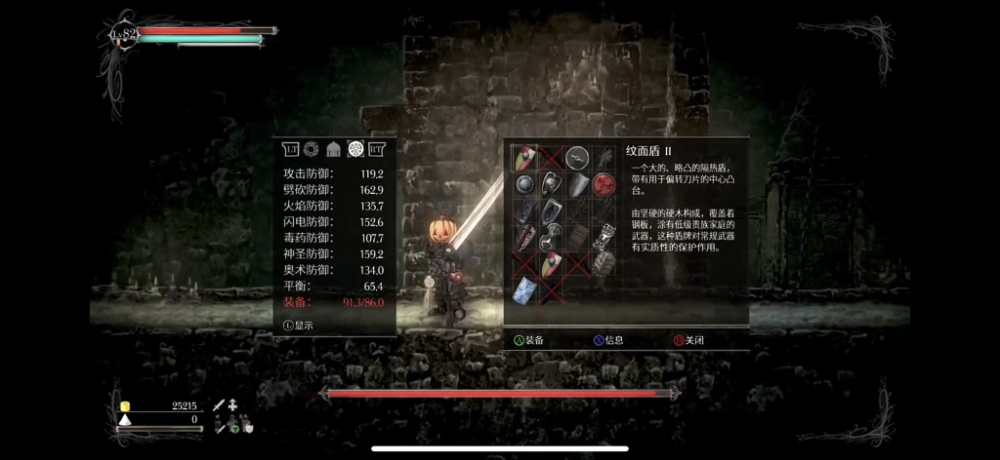 Lv82
LT
RT
攻击防御： 119.2
劈砍防御： 162.9
火焰防御： 135.7
闪电防御： 152.6
毒药防御： 107.7
神圣防御： 159.2
奥术防御： 134.0
平衡： 65.4
装备： 91.3/86.0
L 显示
纹面盾 II
一个大的、略凸的隔热盾，
带有用于偏转刀片的中心凸
台。
由坚硬的硬木构成，覆盖着
钢板，涂有低级贵族家庭的
武器，这种盾牌对常规武器
有实质性的保护作用。
A 装备
X 信息
B 关闭
25215
0